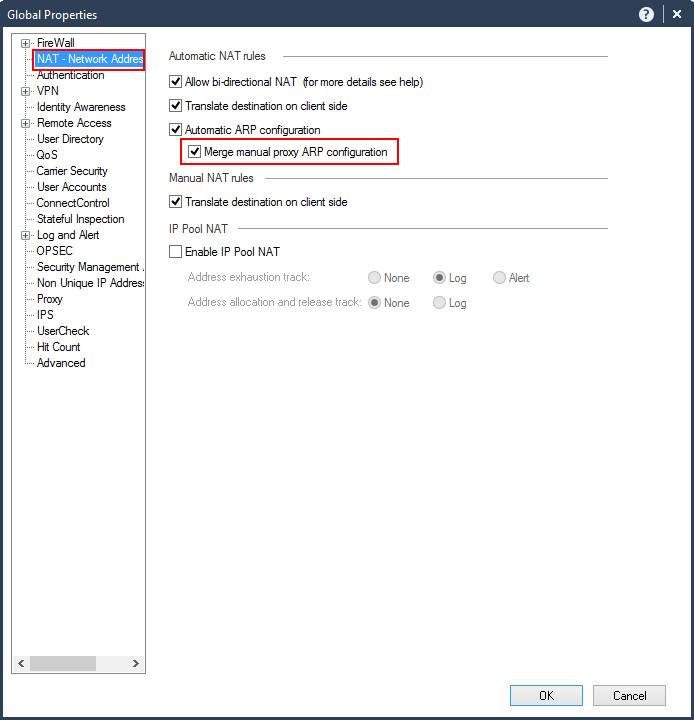 Global Properties
FireWall
NAT - Network Addres
Authentication
VPN
Identity Awareness
Remote Access
User Directory
QoS
Carrier Security
User Accounts
ConnectControl
Stateful Inspection
Log and Alert
OPSEC
Security Management
Non Unique IP Address
Proxy
IPS
UserCheck
Hit Count
Advanced
Automatic NAT rules
Allow bi-directional NAT (for more details see help)
Translate destination on client side
Automatic ARP configuration
Merge manual proxy ARP configuration
Manual NAT rules
Translate destination on client side
IP Pool NAT
Enable IP Pool NAT
Address exhaustion track: None Log Alert
Address allocation and release track: None Log
OK Cancel